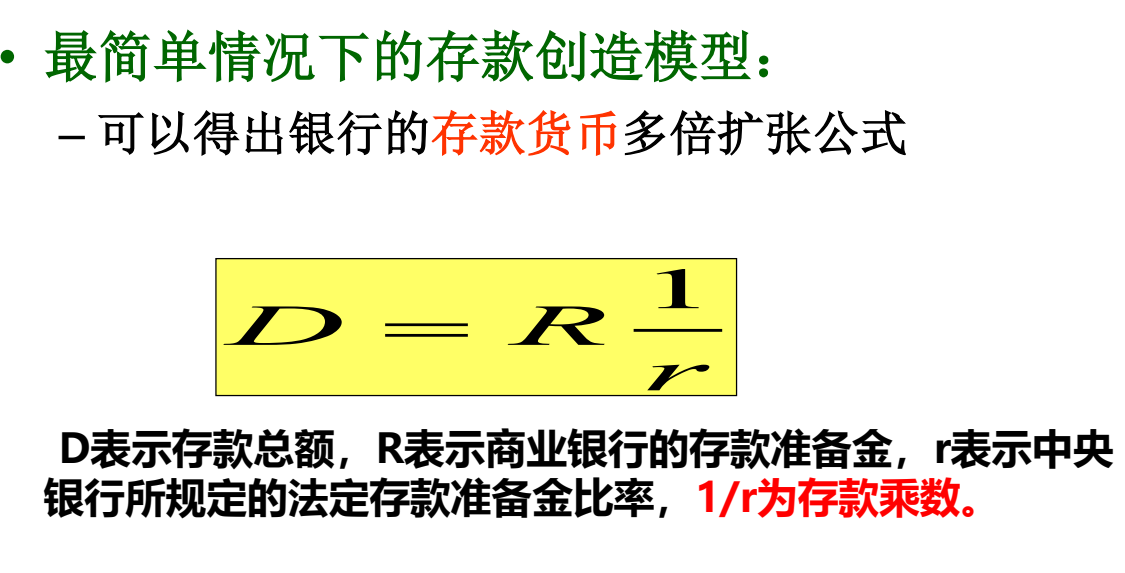 • 最简单情况下的存款创造模型：
– 可以得出银行的存款货币多倍扩张公式
D = R 1/r
D表示存款总额，R表示商业银行的存款准备金，r表示中央
银行所规定的法定存款准备金比率，1/r为存款乘数。